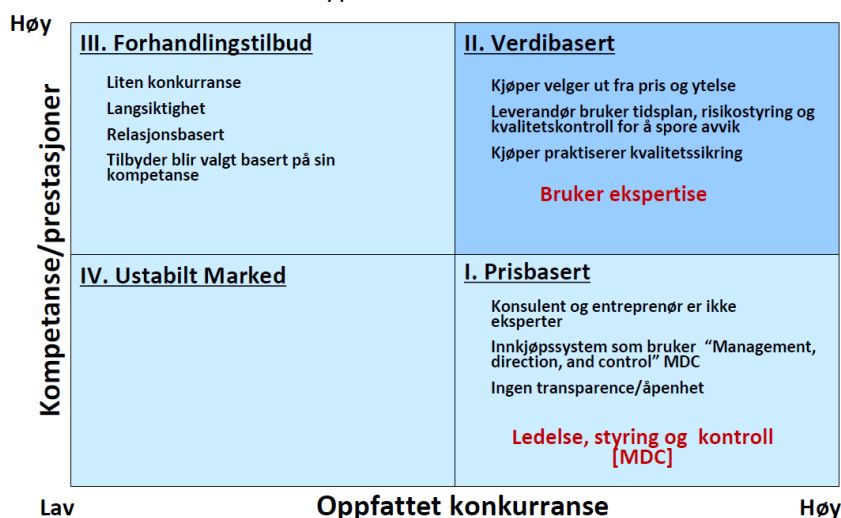 Høy
III. Forhandlingstilbud
Liten konkurranse
Langsiktighet
Relasjonsbasert
Tilbyder blir valgt basert på sin
kompetanse
II. Verdibasert
Kjøper velger ut fra pris og ytelse
Leverandør bruker tidsplan, risikostyring og
kvalitetskontroll for å spore avvik
Kjøper praktiserer kvalitetssikring
Bruker ekspertise
Kompetanse/prestasjoner
IV. Ustabilt Marked
I. Prisbasert
Konsulent og entreprenør er ikke
eksperter
Innkjøpssystem som bruker “Management,
direction, and control” MDC
Ingen transparence/åpenhet
Ledelse, styring og kontroll
[MDC]
Lav
Oppfattet konkurranse
Høy